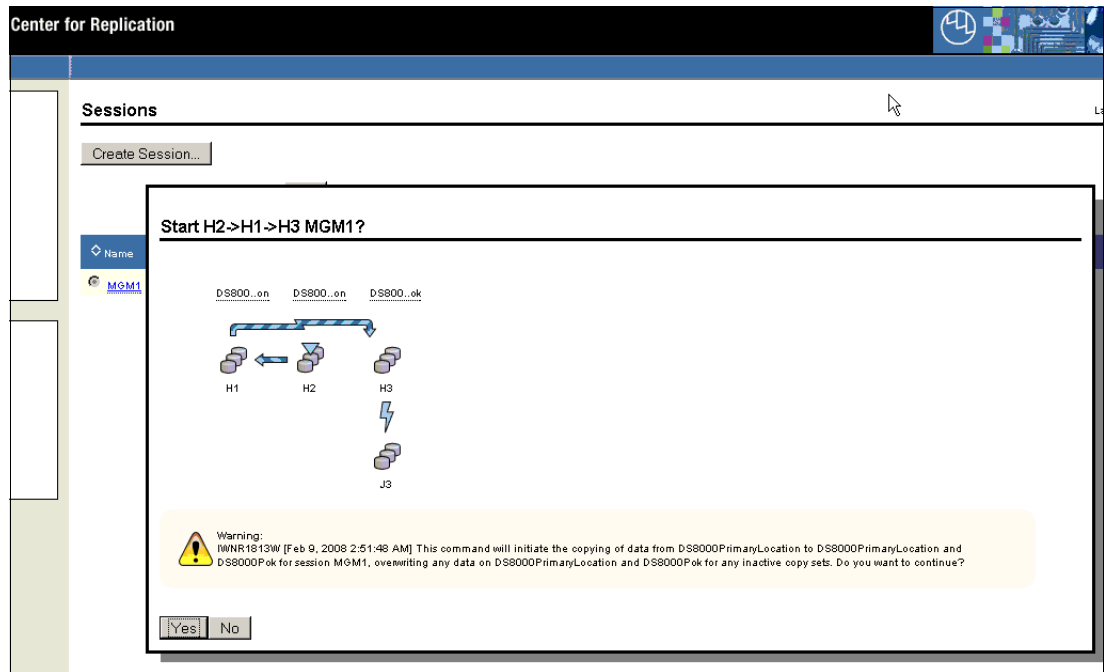 Center for Replication
Sessions
Create Session...
Start H2->H1->H3 MGM1?
Name
MGM1
DS800..on DS800..on DS800..ok
H1 H2 H3
J3
Warning:
IWNR1813W [Feb 9, 2008 2:51:48 AM] This command will initiate the copying of data from DS8000PrimaryLocation to DS8000PrimaryLocation and
DS8000Pok for session MGM1, overwriting any data on DS8000PrimaryLocation and DS8000Pok for any inactive copy sets. Do you want to continue?
Yes No